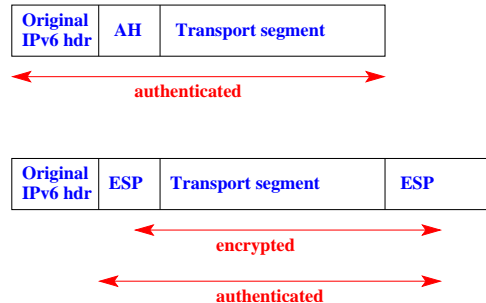 Original IPv6 hdr
AH
Transport segment
authenticated
Original IPv6 hdr
ESP
Transport segment
ESP
encrypted
authenticated